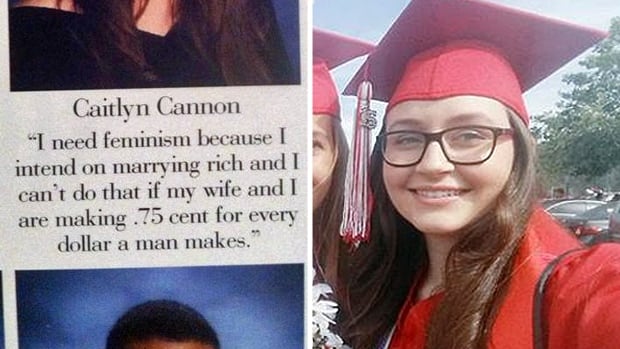 Caitlyn Cannon
“I need feminism because I
intend on marrying rich and I
can’t do that if my wife and I
are making .75 cent for every
dollar a man makes.”